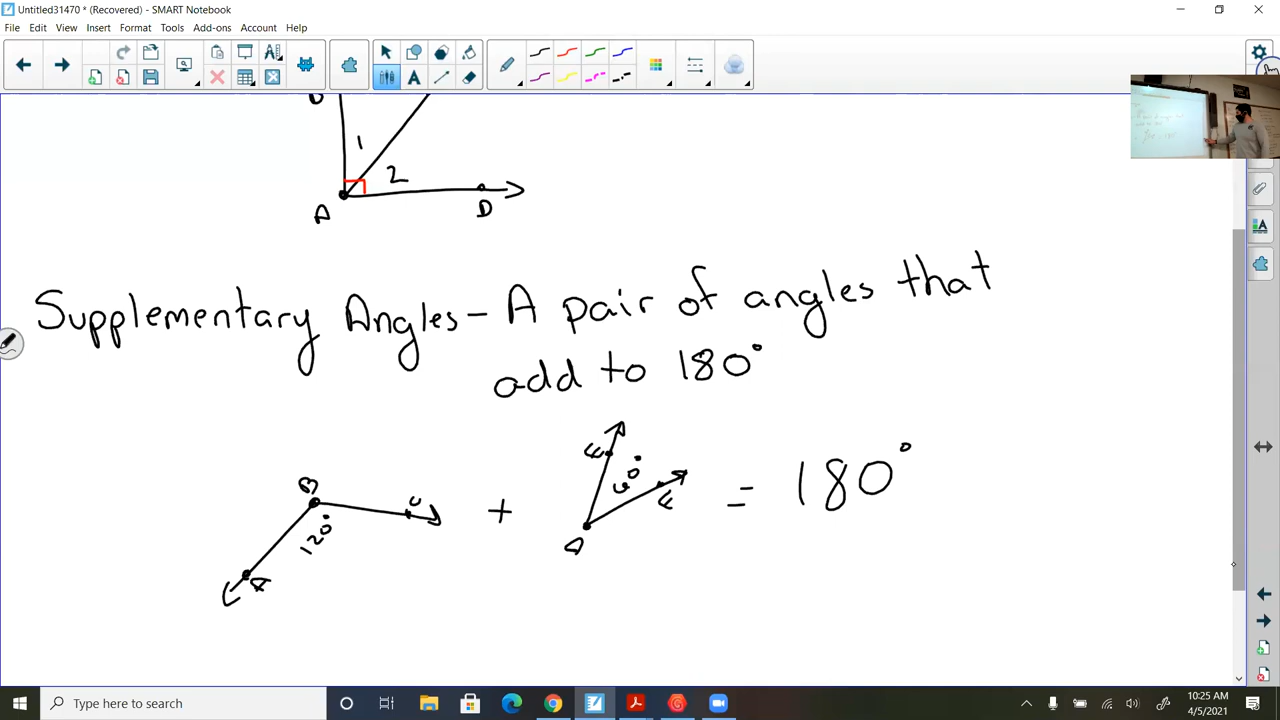 Untitled31470 * (Recovered) - SMART Notebook
File Edit View Insert Format Tools Add-ons Account Help
1
2
A
D
Supplementary Angles - A pair of angles that
add to 180°
B
C
120°
A
+
E
60°
F
D
= 180°
Type here to search
10:25 AM
4/5/2021